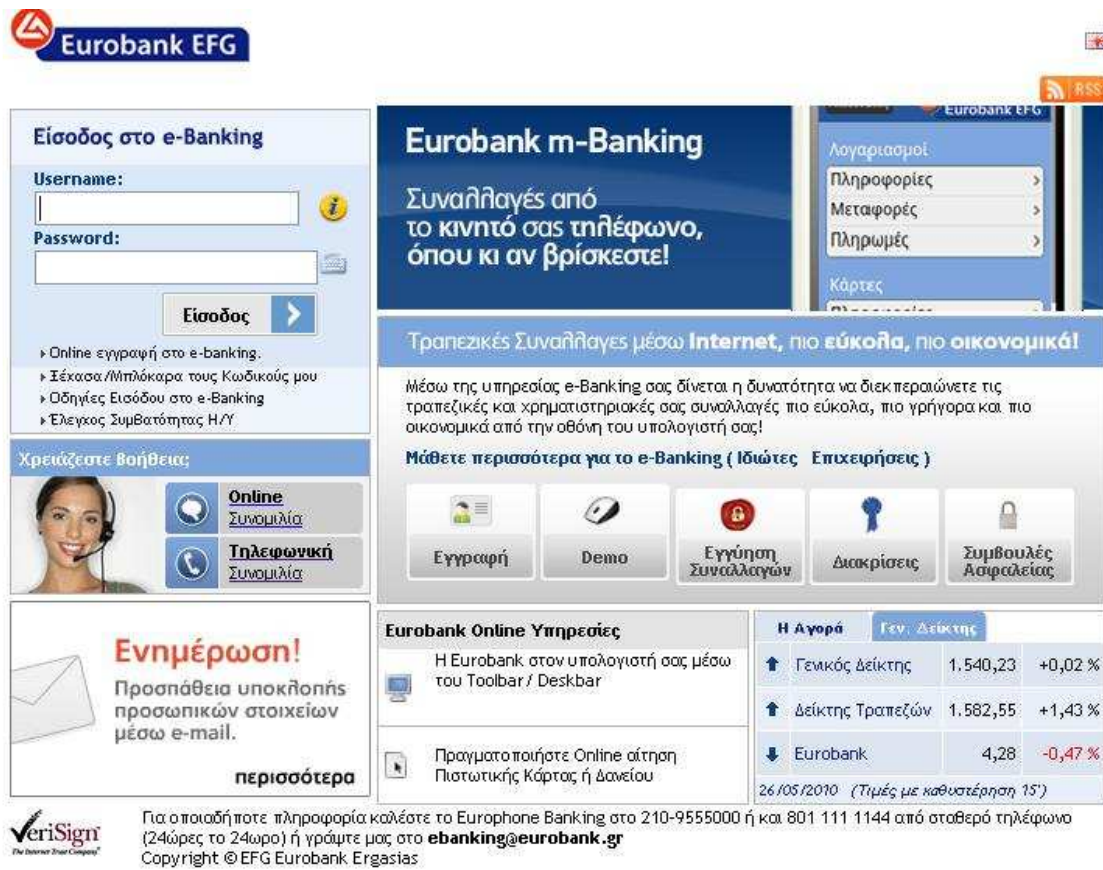 Eurobank EFG
RSS
Είσοδος στο e-Banking
Username:
Password:
Είσοδος
Online εγγραφή στο e-banking.
Ξέχασα/Μπλόκαρα τους Κωδικούς μου
Οδηγίες Εισόδου στο e-Banking
Έλεγχος Συμβατότητας Η/Υ
Χρειάζεστε Βοήθεια;
Online
Συνομιλία
Τηλεφωνική
Συνομιλία
Ενημέρωση!
Προσπάθεια υποκλοπής
προσωπικών στοιχείων
μέσω e-mail.
περισσότερα
Eurobank m-Banking
Συναλλαγές από
το κινητό σας τηλέφωνο,
όπου κι αν βρίσκεστε!
Eurobank EFG
Λογαριασμοί
Πληροφορίες
Μεταφορές
Πληρωμές
Κάρτες
Τραπεζικές Συναλλαγες μέσω Internet, πιο εύκολα, πιο οικονομικά!
Μέσω της υπηρεσίας e-Banking σας δίνεται η δυνατότητα να διεκπεραιώνετε τις
τραπεζικές και χρηματιστηριακές σας συναλλαγές πιο εύκολα, πιο γρήγορα και πιο
οικονομικά από την οθόνη του υπολογιστή σας!
Μάθετε περισσότερα για το e-Banking ( Ιδιώτες Επιχειρήσεις )
Εγγραφή
Demo
Εγγύηση
Συναλλαγών
Διακρίσεις
Συμβουλές
Ασφαλείας
Eurobank Online Υπηρεσίες
Η Eurobank στον υπολογιστή σας μέσω
του Toolbar / Deskbar
Πραγματοποιήστε Online αίτηση
Πιστωτικής Κάρτας ή Δανείου
Η Αγορά Γεν. Δείκτης
Γενικός Δείκτης 1.540,23 +0,02 %
Δείκτης Τραπεζών 1.582,55 +1,43 %
Eurobank 4,28 -0,47 %
26/05/2010 (Τιμές με καθυστέρηση 15')
VeriSign
The Internet Trust Company
Για οποιαδήποτε πληροφορία καλέστε το Europhone Banking στο 210-9555000 ή και 801 111 1144 από σταθερό τηλέφωνο
(24ώρες το 24ωρο) ή γράψτε μας στο ebanking@eurobank.gr
Copyright © EFG Eurobank Ergasias